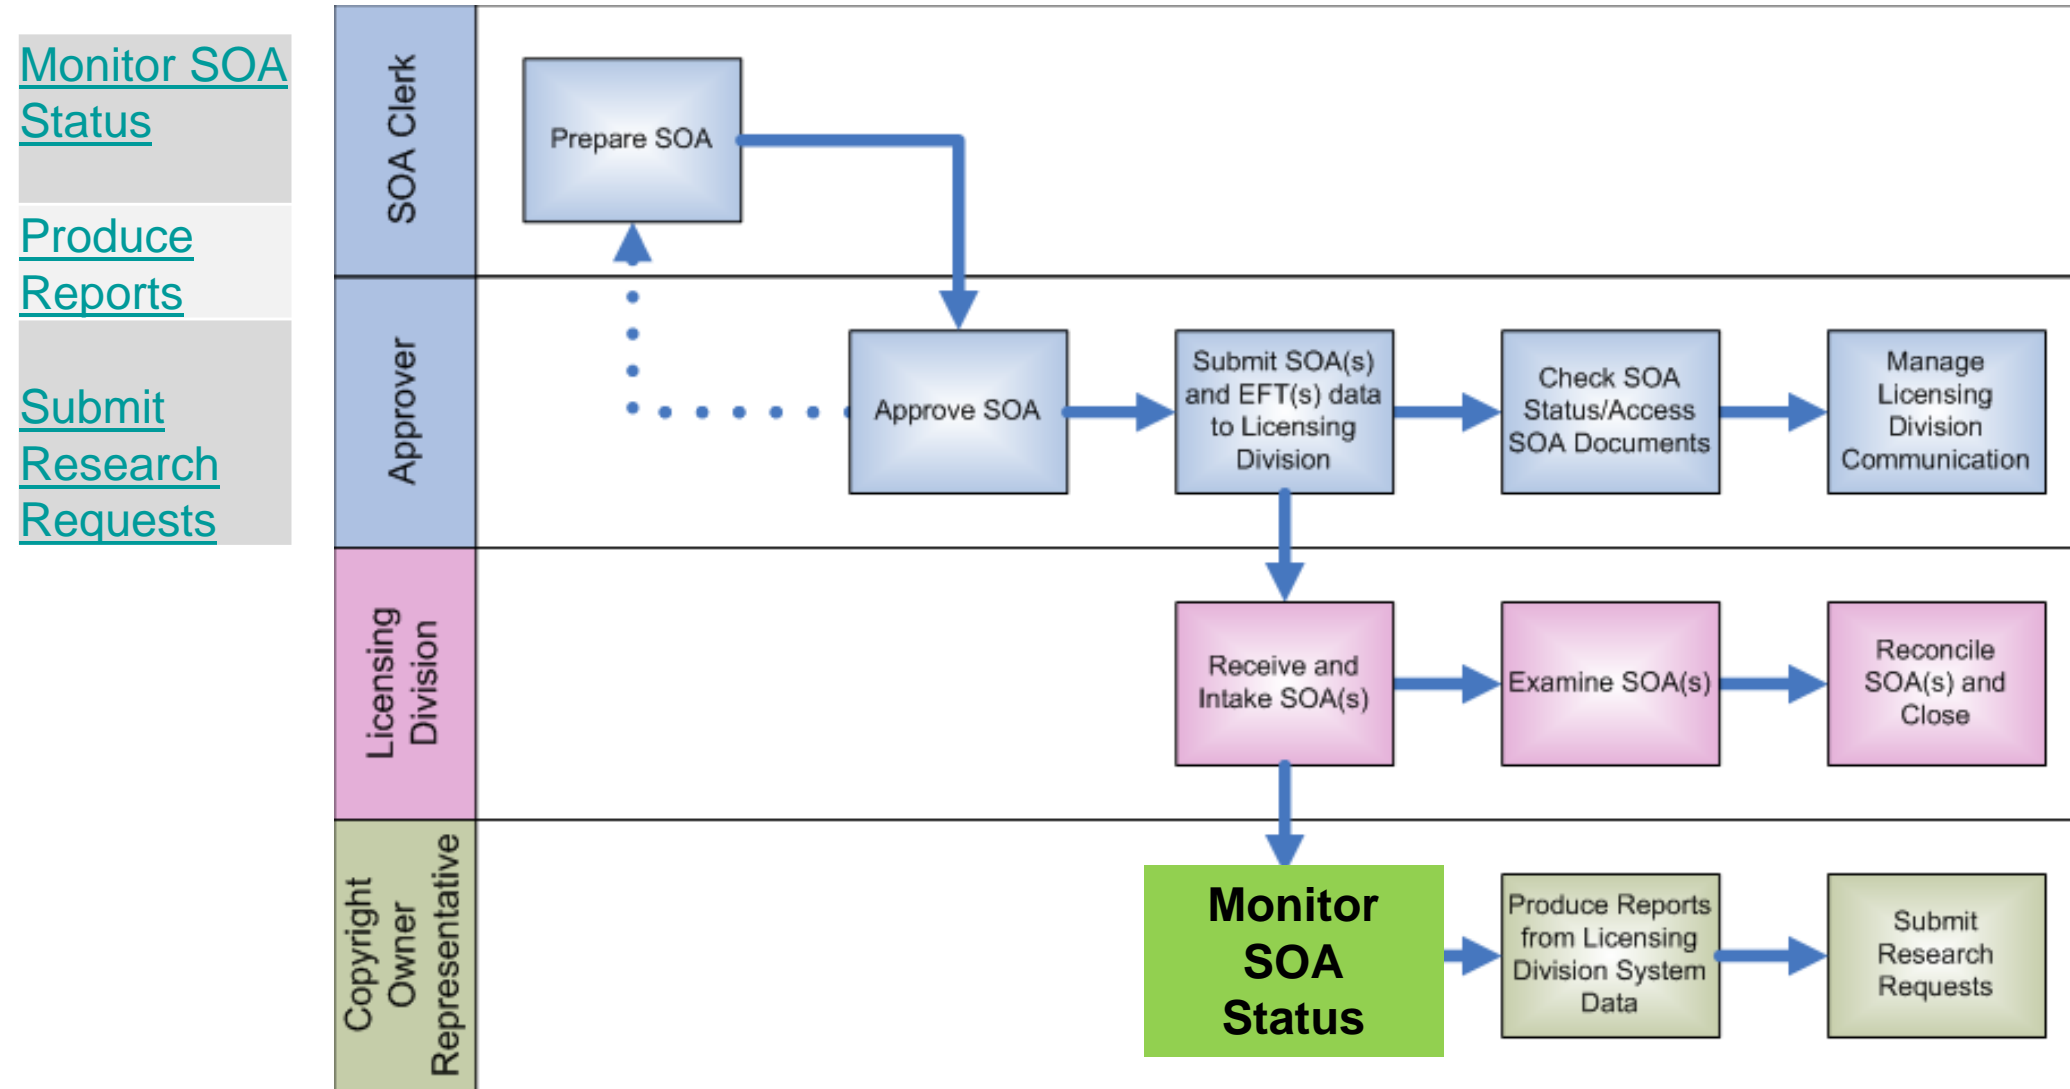 Monitor SOA
Status
Produce
Reports
Submit
Research
Requests
SOA Clerk
Prepare SOA
Approver
Approve SOA
Submit SOA(s)
and EFT(s) data
to Licensing
Division
Check SOA
Status/Access
SOA Documents
Manage
Licensing
Division
Communication
Licensing
Division
Receive and
Intake SOA(s)
Examine SOA(s)
Reconcile
SOA(s) and
Close
Copyright
Owner
Representative
Monitor
SOA
Status
Produce Reports
from Licensing
Division System
Data
Submit
Research
Requests